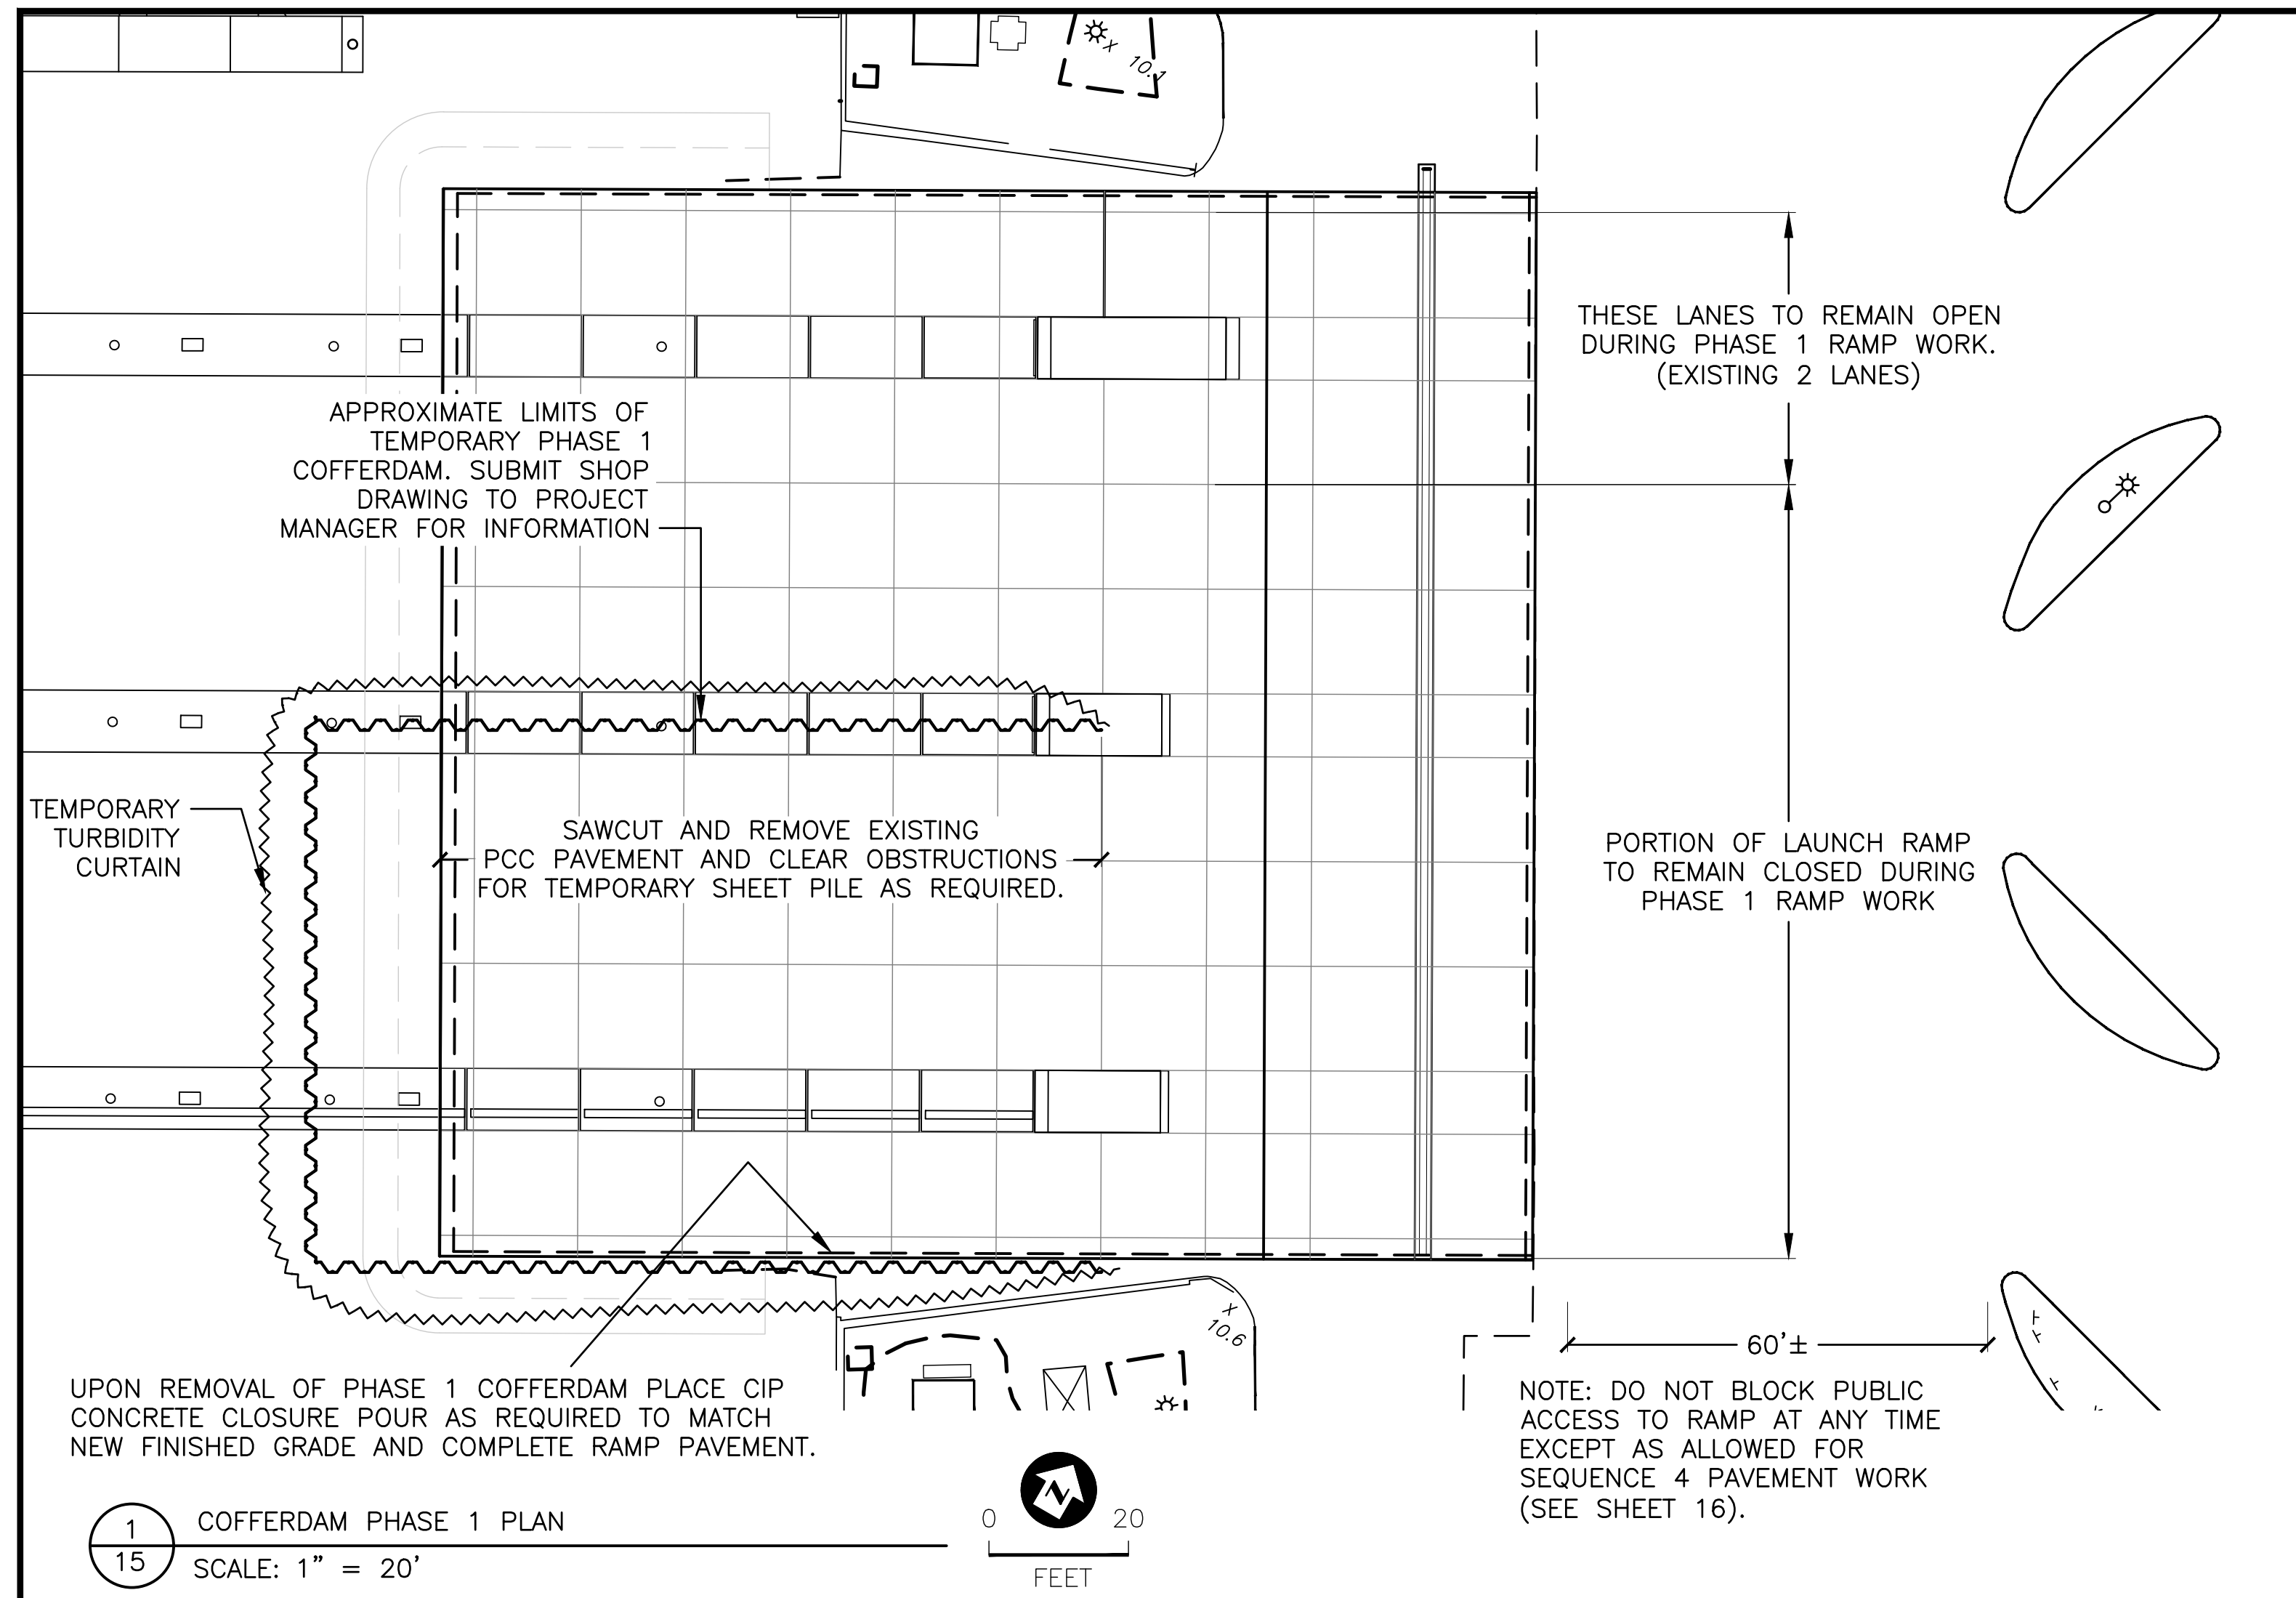 10.1
THESE LANES TO REMAIN OPEN
DURING PHASE 1 RAMP WORK.
(EXISTING 2 LANES)
APPROXIMATE LIMITS OF
TEMPORARY PHASE 1
COFFERDAM. SUBMIT SHOP
DRAWING TO PROJECT
MANAGER FOR INFORMATION
TEMPORARY
TURBIDITY
CURTAIN
SAWCUT AND REMOVE EXISTING
PCC PAVEMENT AND CLEAR OBSTRUCTIONS
FOR TEMPORARY SHEET PILE AS REQUIRED.
PORTION OF LAUNCH RAMP
TO REMAIN CLOSED DURING
PHASE 1 RAMP WORK
10.6
60'±
UPON REMOVAL OF PHASE 1 COFFERDAM PLACE CIP
CONCRETE CLOSURE POUR AS REQUIRED TO MATCH
NEW FINISHED GRADE AND COMPLETE RAMP PAVEMENT.
NOTE: DO NOT BLOCK PUBLIC
ACCESS TO RAMP AT ANY TIME
EXCEPT AS ALLOWED FOR
SEQUENCE 4 PAVEMENT WORK
(SEE SHEET 16).
1
15
COFFERDAM PHASE 1 PLAN
SCALE: 1" = 20'
N
0 20
FEET